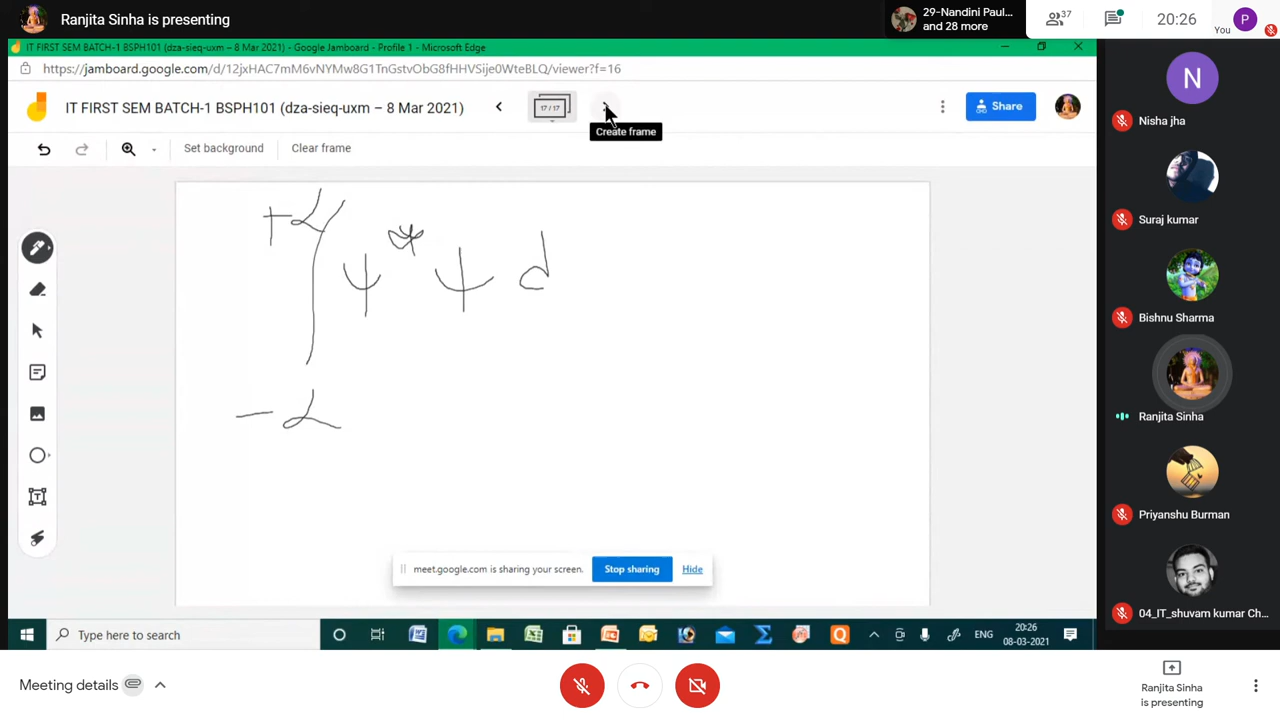 Ranjita Sinha is presenting
29-Nandini Paul...
and 28 more
37
20:26
You
P
IT FIRST SEM BATCH-1 BSPH101 (dza-sieq-uxm – 8 Mar 2021) - Google Jamboard - Profile 1 - Microsoft Edge
https://jamboard.google.com/d/12jxHAC7mM6vNYMw8G1TnGstvObG8fHHVSije0WteBLQ/viewer?f=16
IT FIRST SEM BATCH-1 BSPH101 (dza-sieq-uxm – 8 Mar 2021)
17 / 17
Share
Create frame
Set background
Clear frame
+α
∫ ψ* ψ d
-α
N
Nisha jha
Suraj kumar
Bishnu Sharma
Ranjita Sinha
Priyanshu Burman
04_IT_shuvam kumar Ch...
meet.google.com is sharing your screen.
Stop sharing
Hide
Type here to search
ENG
20:26
08-03-2021
Meeting details
Ranjita Sinha
is presenting